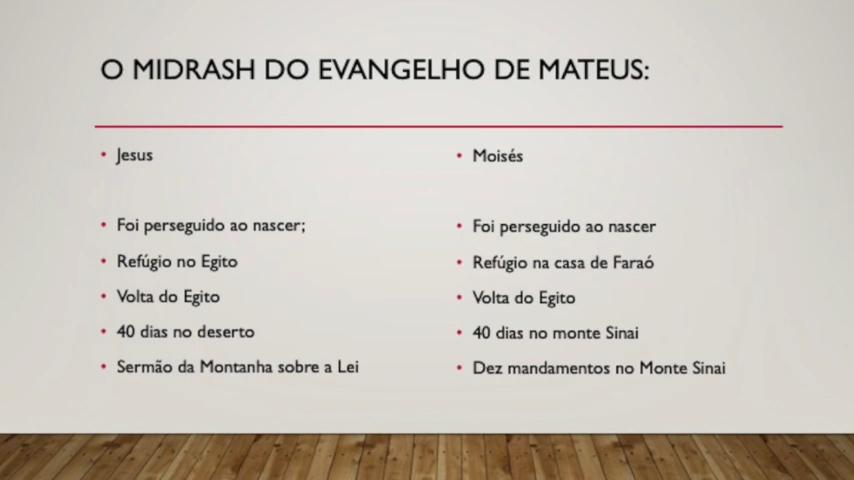 O MIDRASH DO EVANGELHO DE MATEUS:
• Jesus
• Foi perseguido ao nascer;
• Refúgio no Egito
• Volta do Egito
• 40 dias no deserto
• Sermão da Montanha sobre a Lei
• Moisés
• Foi perseguido ao nascer
• Refúgio na casa de Faraó
• Volta do Egito
• 40 dias no monte Sinai
• Dez mandamentos no Monte Sinai